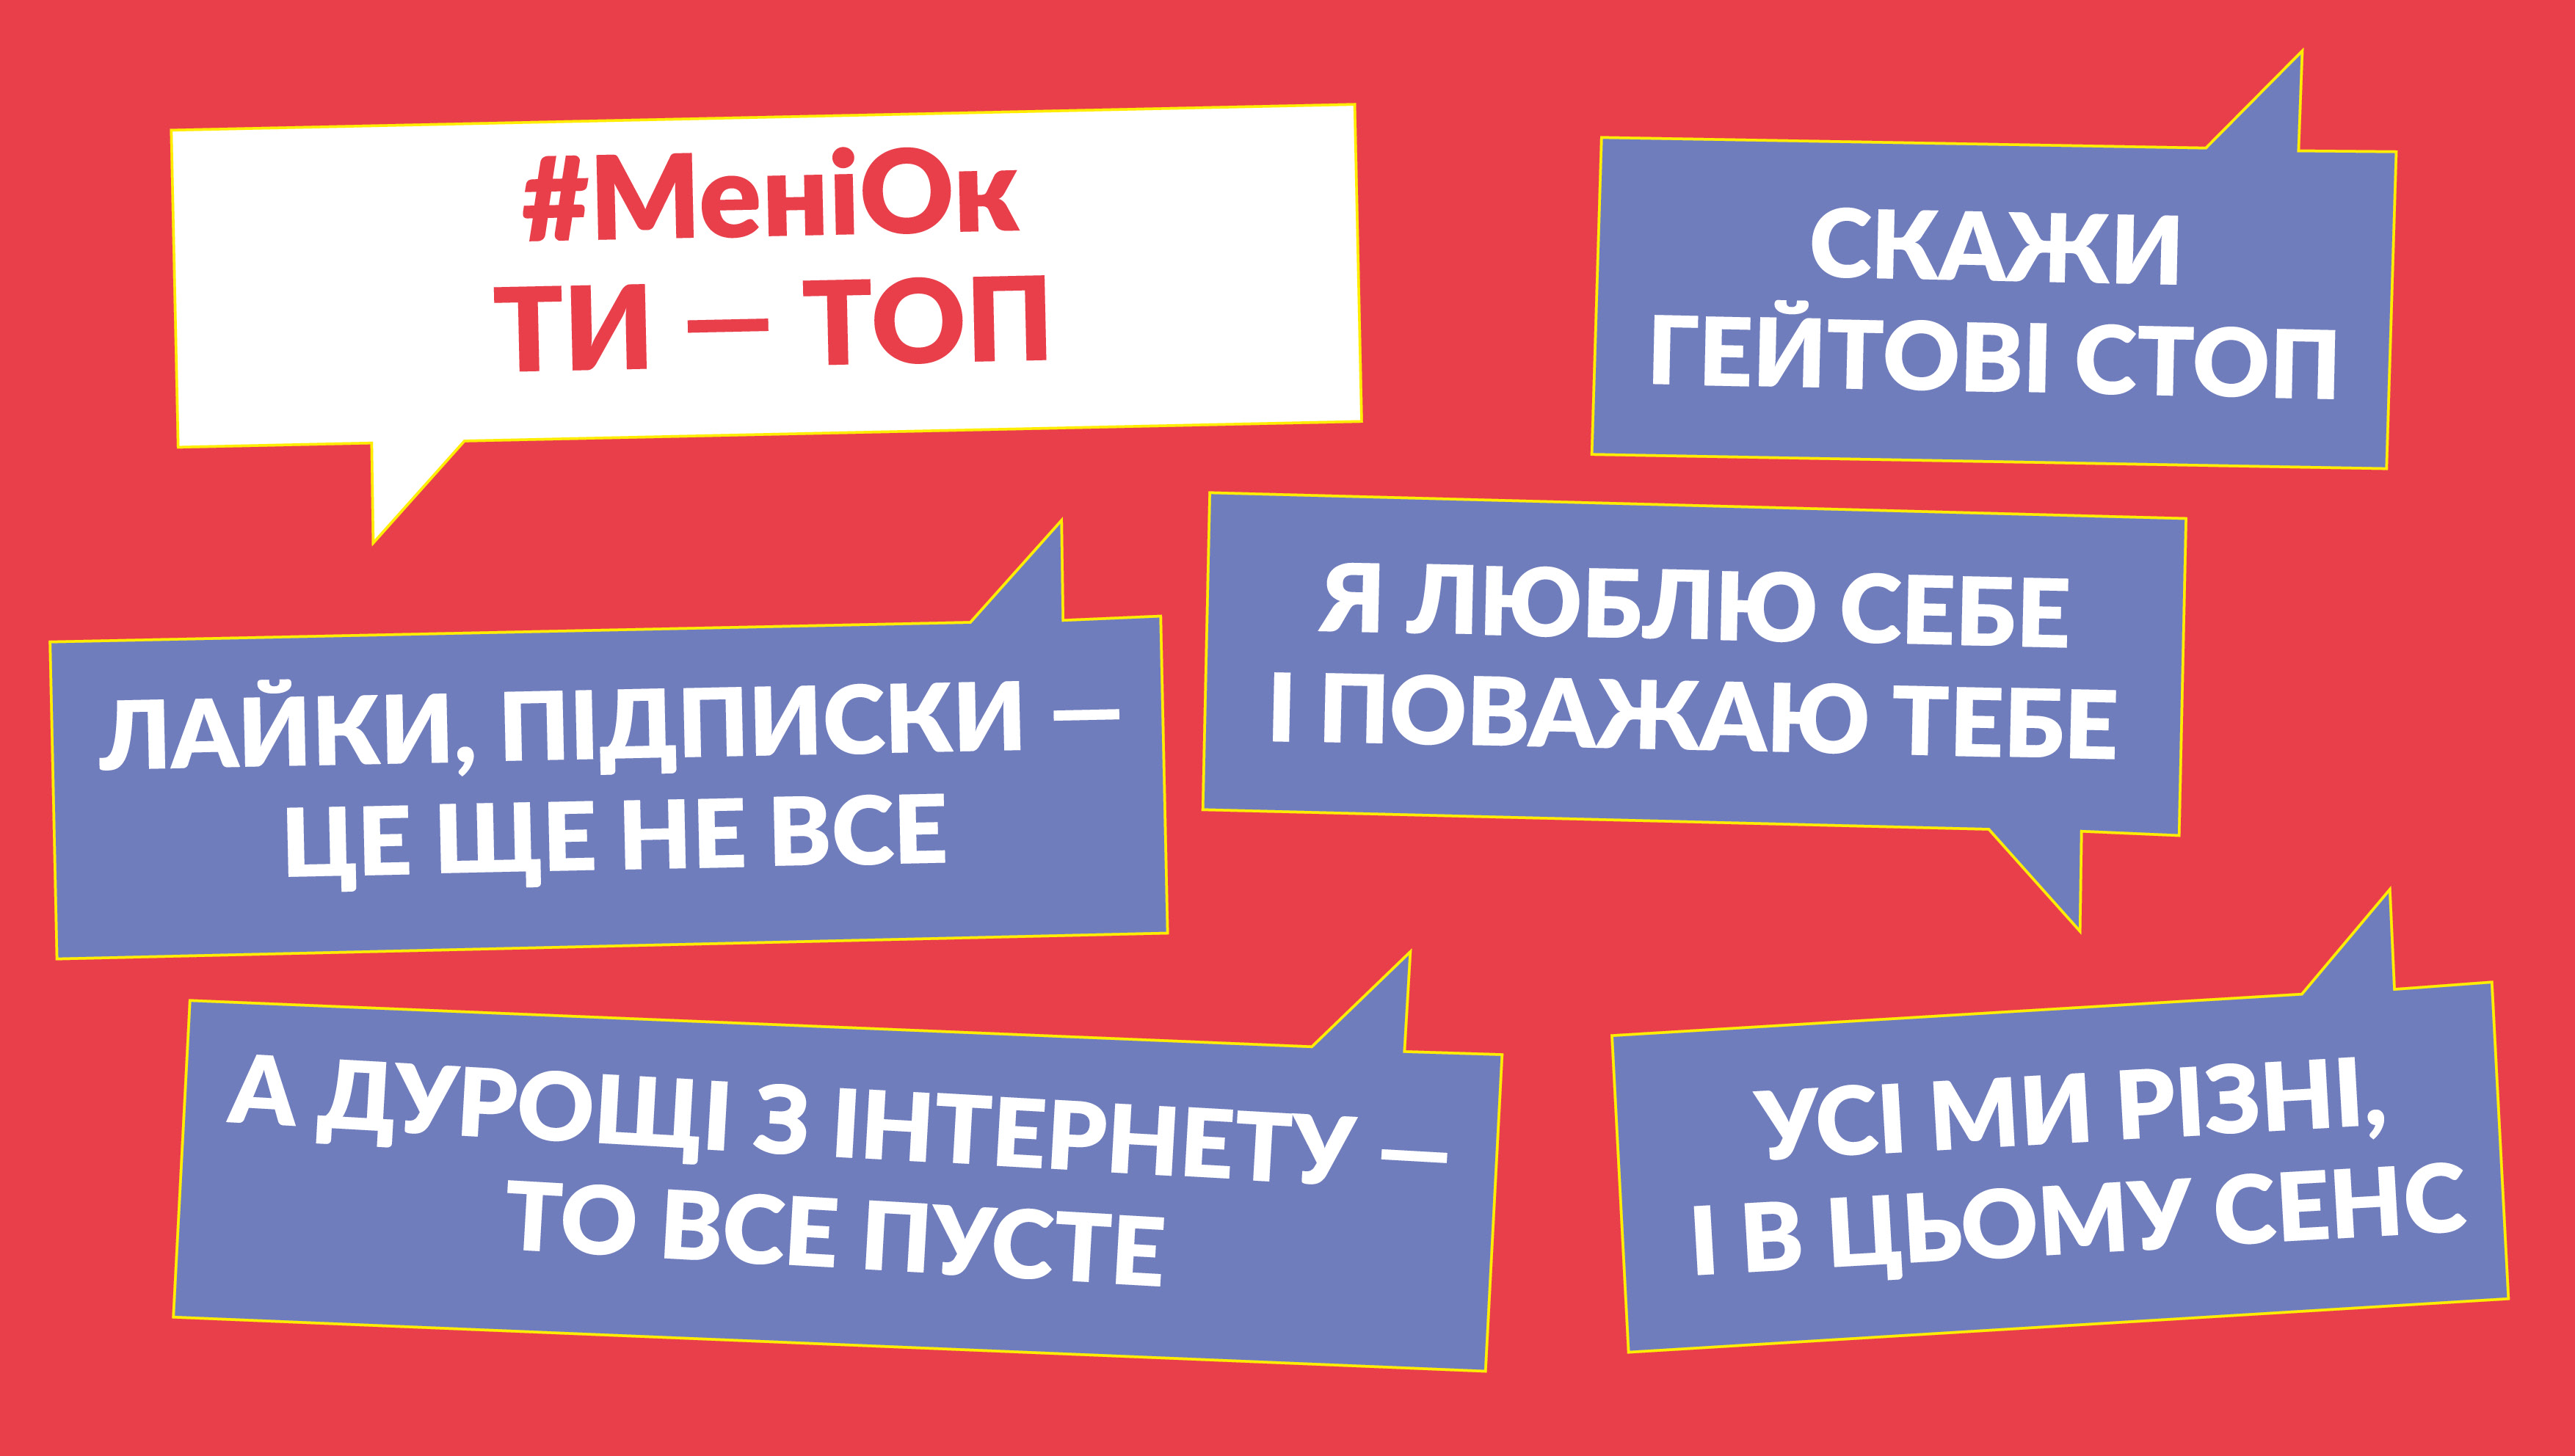 #МеніОк
ТИ — ТОП
СКАЖИ
ГЕЙТОВІ СТОП
Я ЛЮБЛЮ СЕБЕ
І ПОВАЖАЮ ТЕБЕ
ЛАЙКИ, ПІДПИСКИ —
ЦЕ ЩЕ НЕ ВСЕ
А ДУРОЩІ З ІНТЕРНЕТУ —
ТО ВСЕ ПУСТЕ
УСІ МИ РІЗНІ,
І В ЦЬОМУ СЕНС